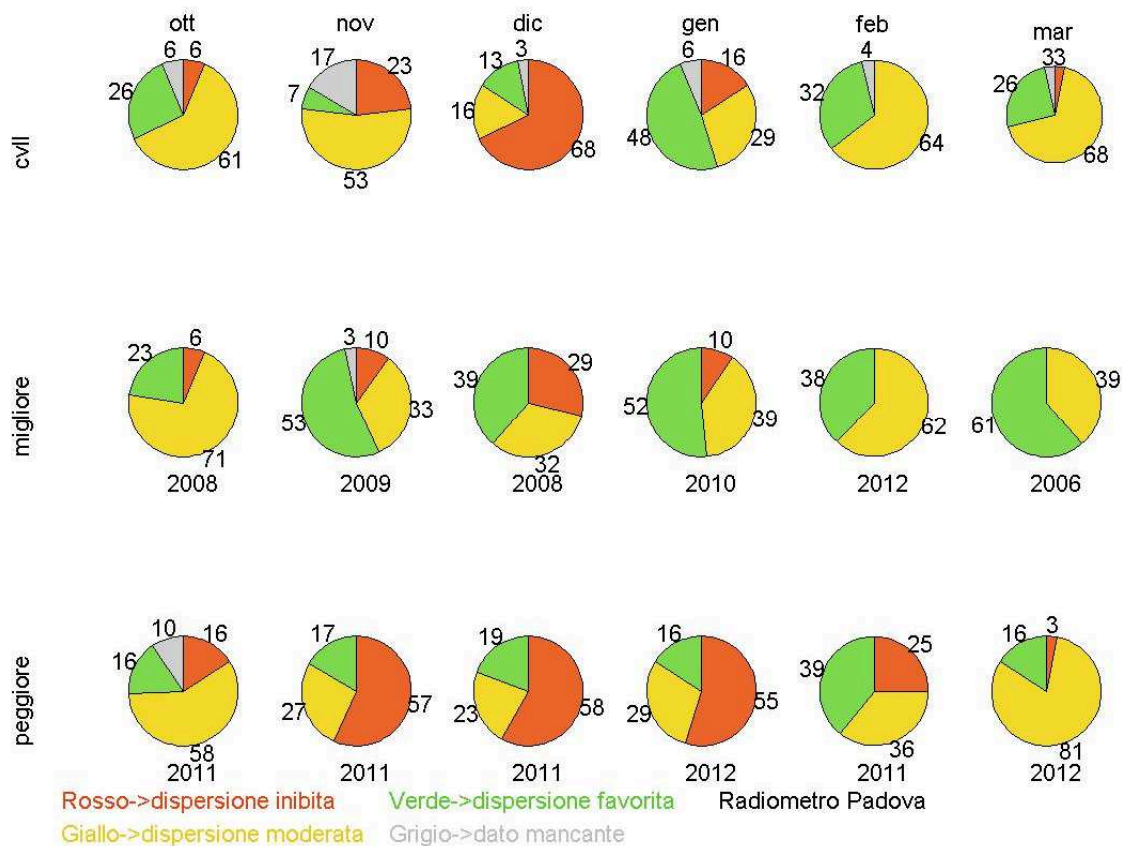 ott nov dic gen feb mar
cvII
6 6 26 61
17 23 7 53
13 3 16 68
6 16 48 29
4 32 64
3 3 26 68
migliore
23 6 71
3 10 53 33
39 29 32
10 52 39
38 62
39 61
2008 2009 2008 2010 2012 2006
peggiore
10 16 16 58
17 27 57
19 23 58
16 29 55
25 39 36
16 3 81
2011 2011 2011 2012 2011 2012
Rosso->dispersione inibita Verde->dispersione favorita Radiometro Padova
Giallo->dispersione moderata Grigio->dato mancante